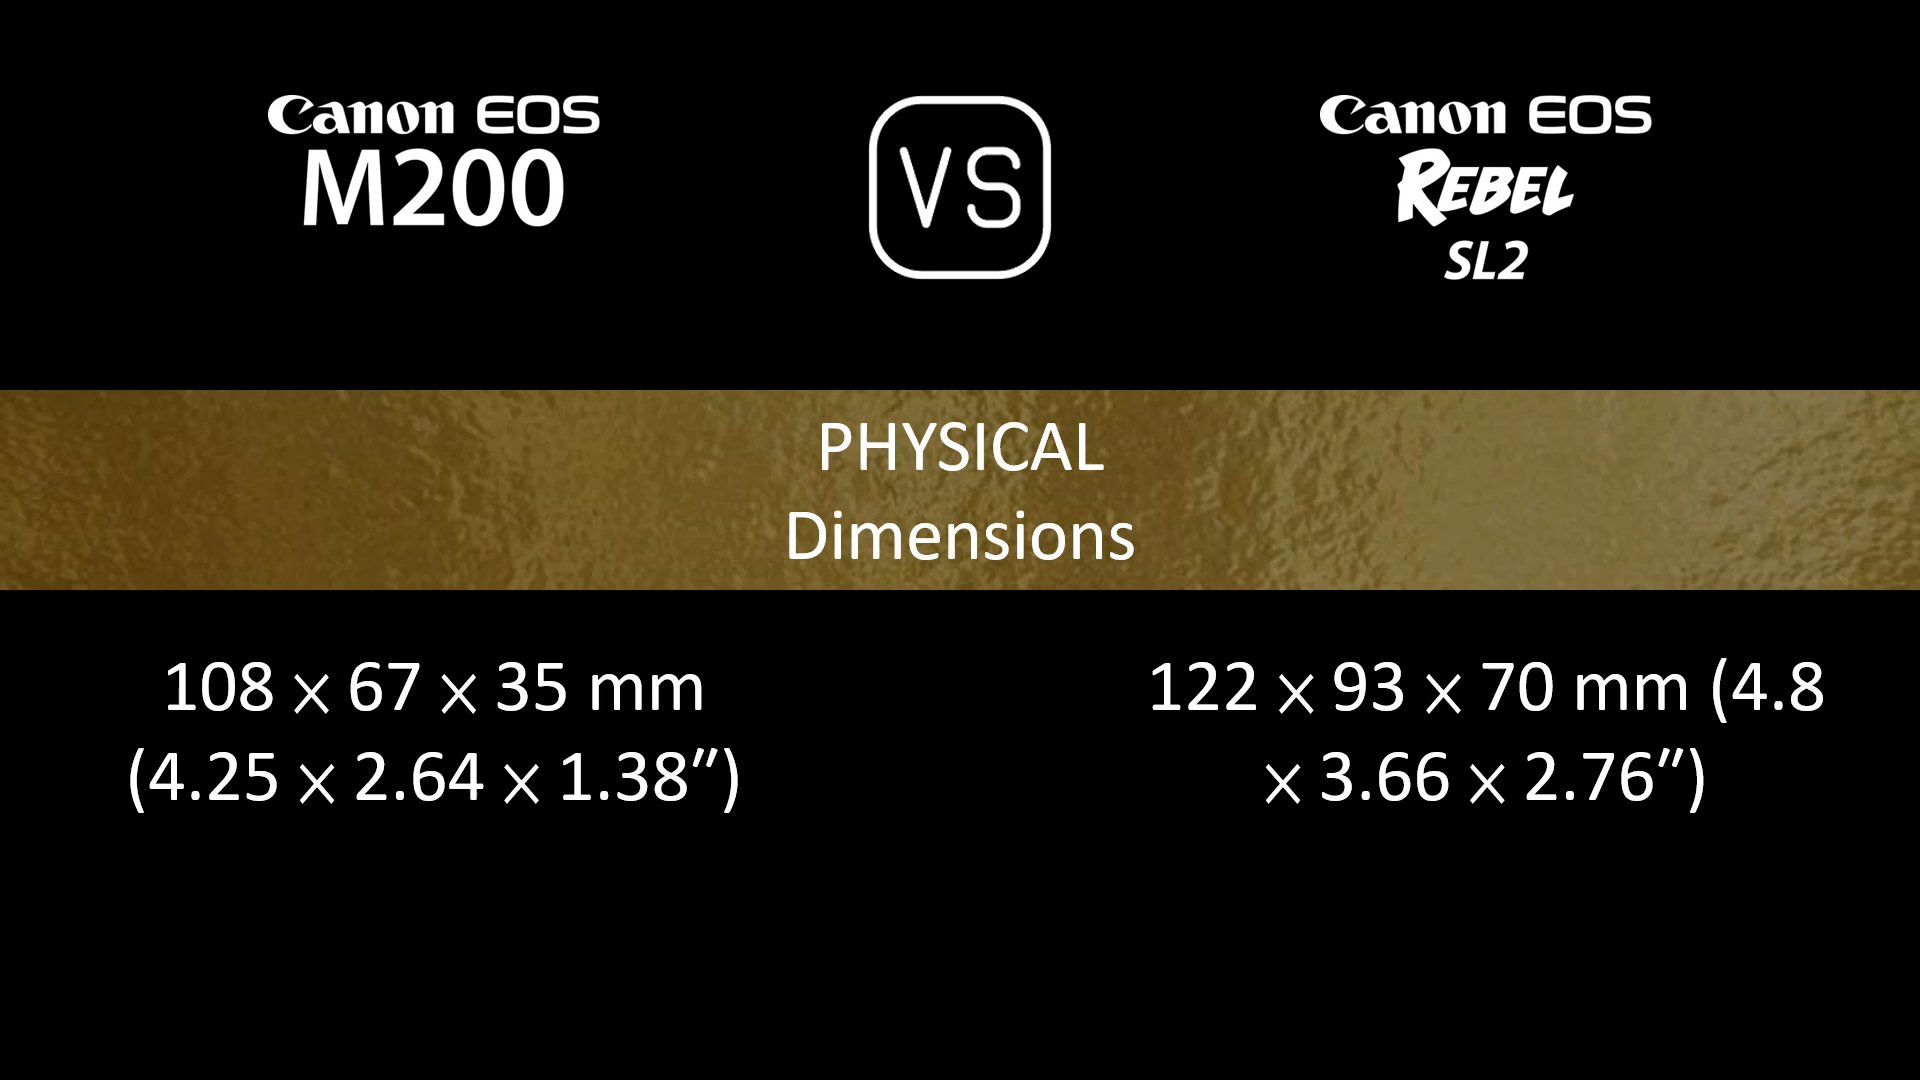 Canon EOS
M200
VS
Canon EOS
REBEL
SL2
PHYSICAL
Dimensions
108 x 67 x 35 mm
(4.25 x 2.64 x 1.38″)
122 x 93 x 70 mm (4.8
x 3.66 x 2.76″)